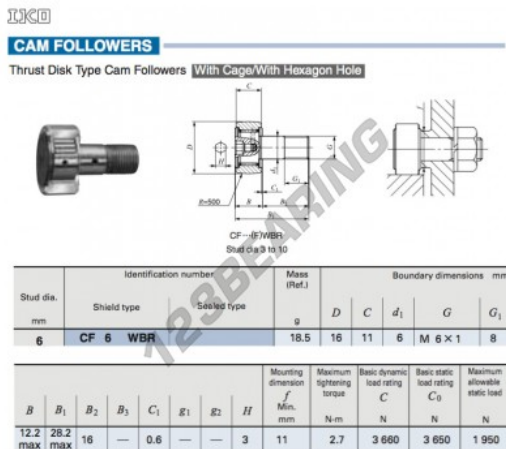 IKO
CAM FOLLOWERS
Thrust Disk Type Cam Followers With Cage/With Hexagon Hole
C
D
H
d1
G
G1
C1
R=500
B
B2
B1
CF···(F)WBR
Stud dia 3 to 10
Stud dia. mm
Identification number
Shield type
Sealed type
Mass (Ref.) g
Boundary dimensions mm
D C d1 G G1
6 CF 6 WBR 18.5 16 11 6 M 6×1 8
B B1 B2 B3 C1 g1 g2 H
Mounting dimension f Min. mm
Maximum tightening torque N-m
Basic dynamic load rating C N
Basic static load rating C0 N
Maximum allowable static load N
12.2 max 28.2 max 16 — 0.6 — — 3 11 2.7 3 660 3 650 1 950
123BEARING